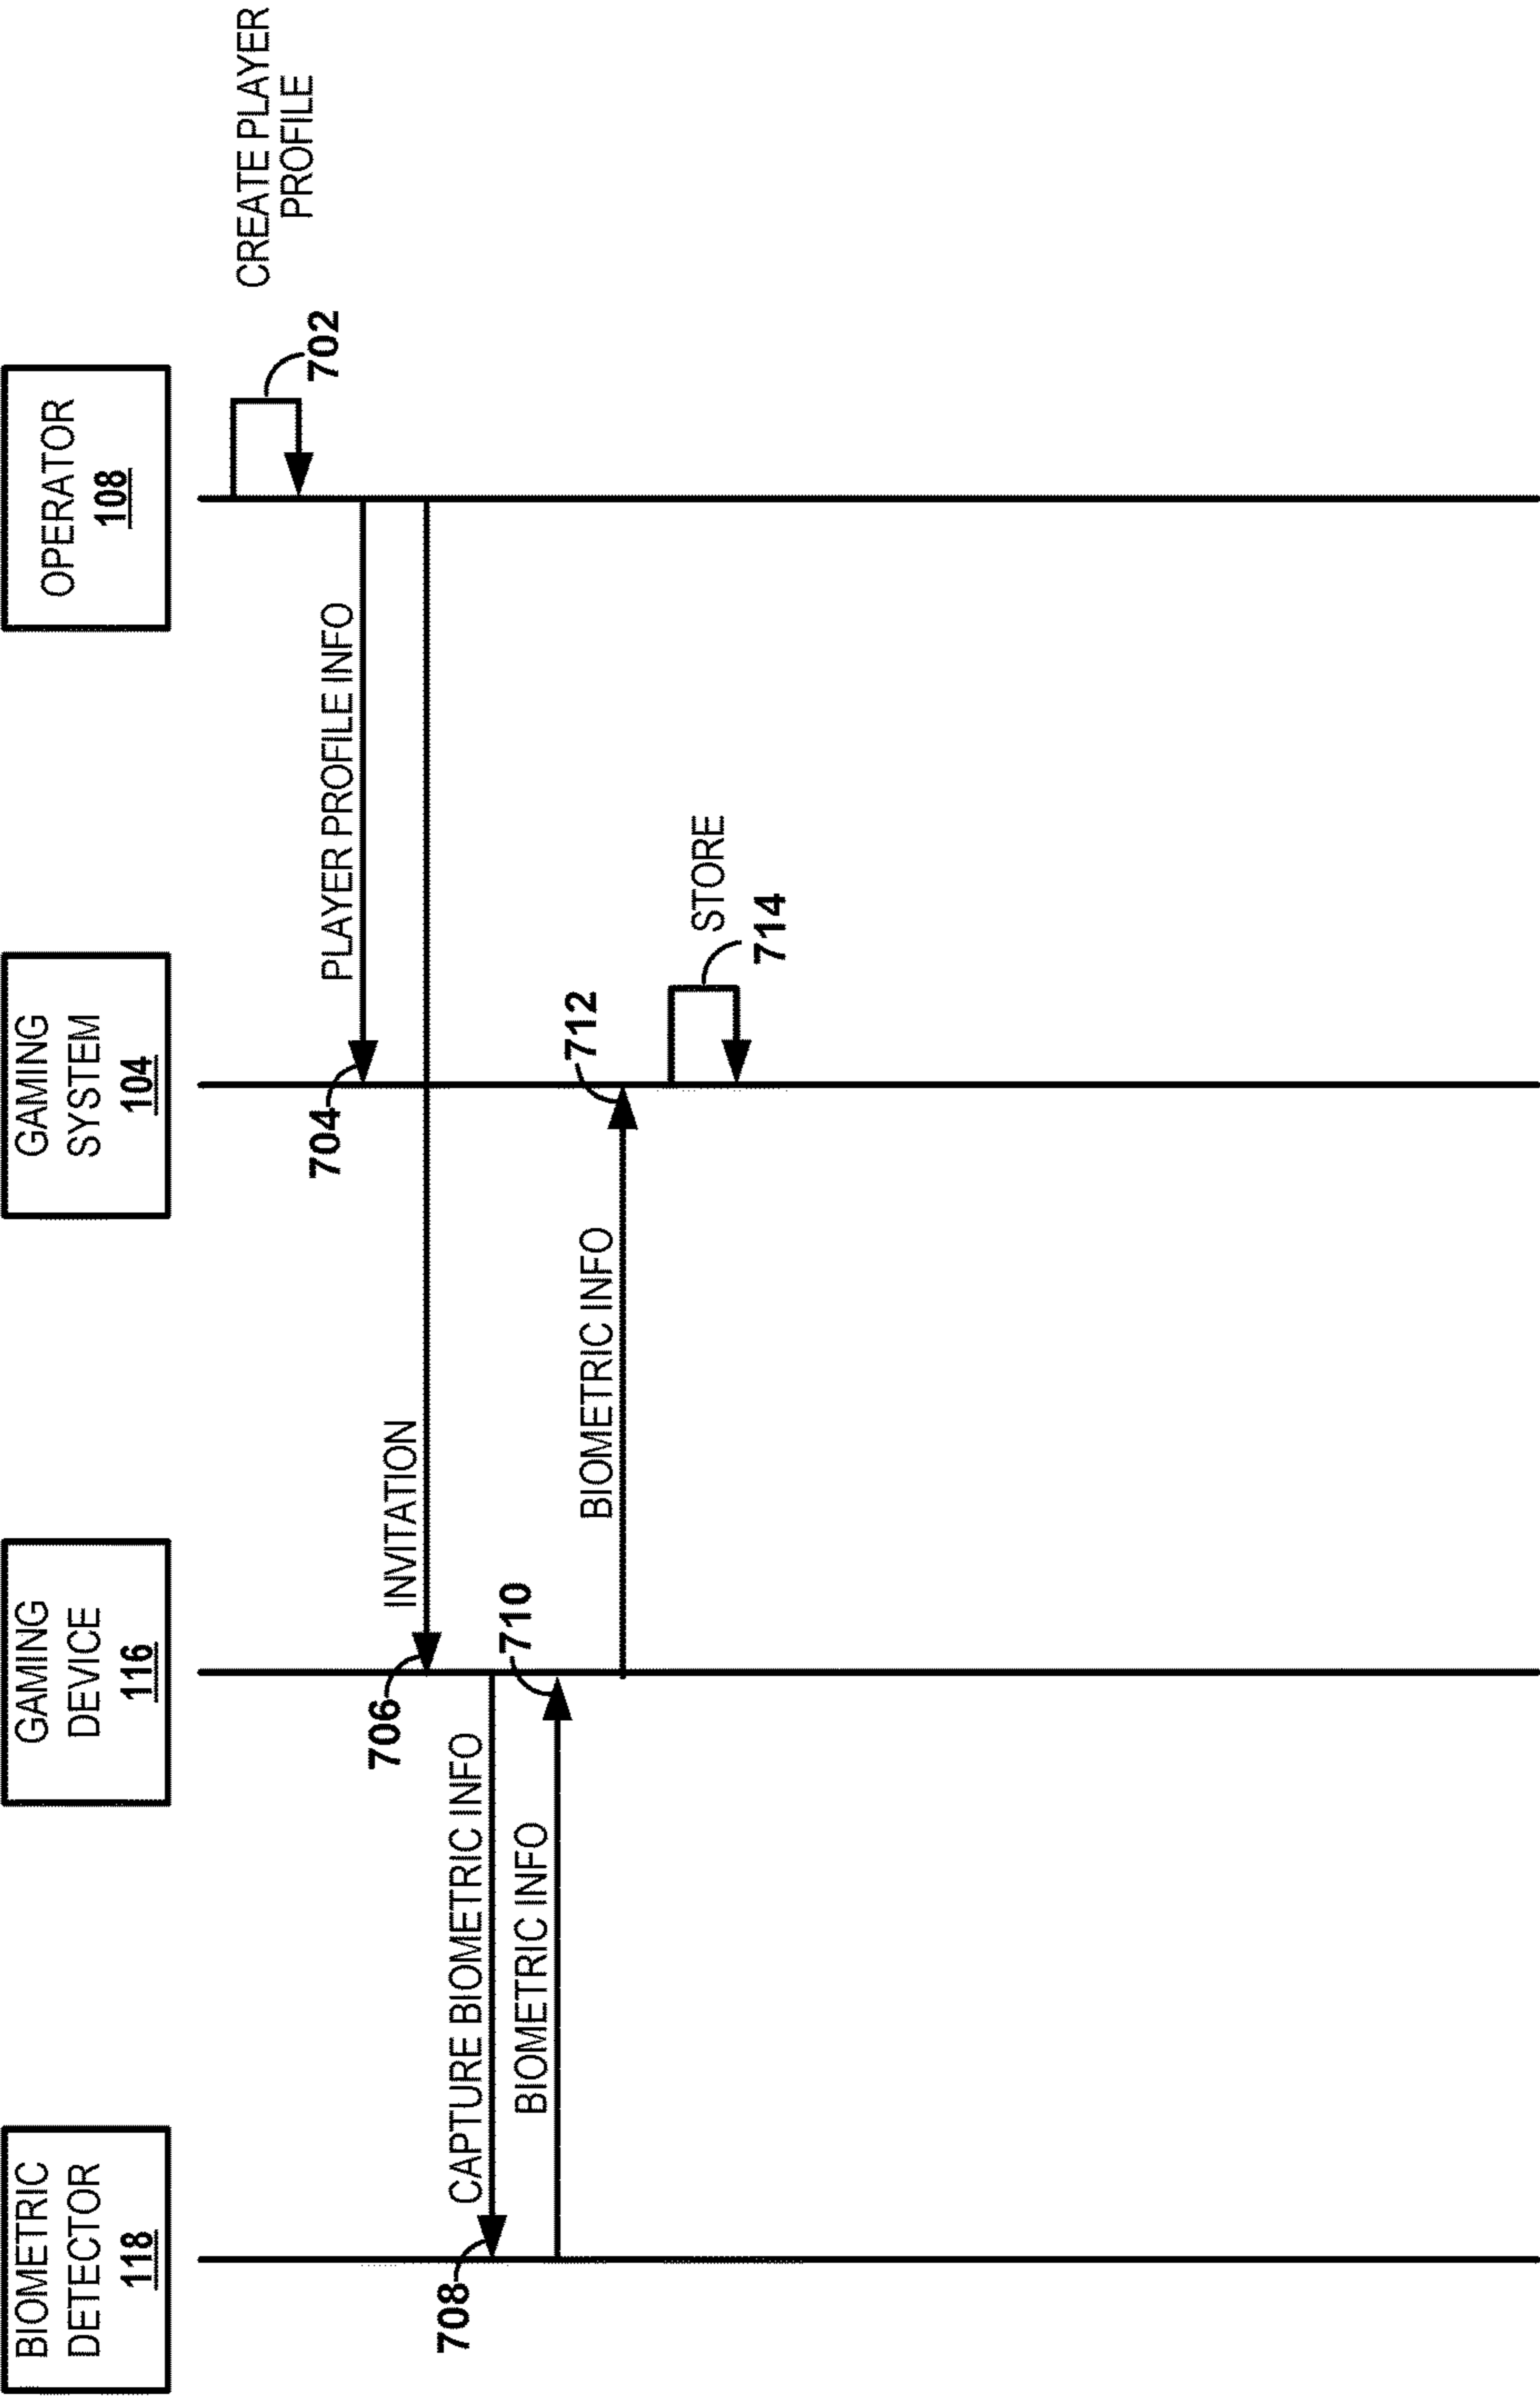 BIOMETRIC
DETECTOR
118
GAMING
DEVICE
116
GAMING
SYSTEM
104
OPERATOR
108
CREATE PLAYER
PROFILE
702
PLAYER PROFILE INFO
704
INVITATION
706
CAPTURE BIOMETRIC INFO
708
BIOMETRIC INFO
710
BIOMETRIC INFO
712
STORE
714